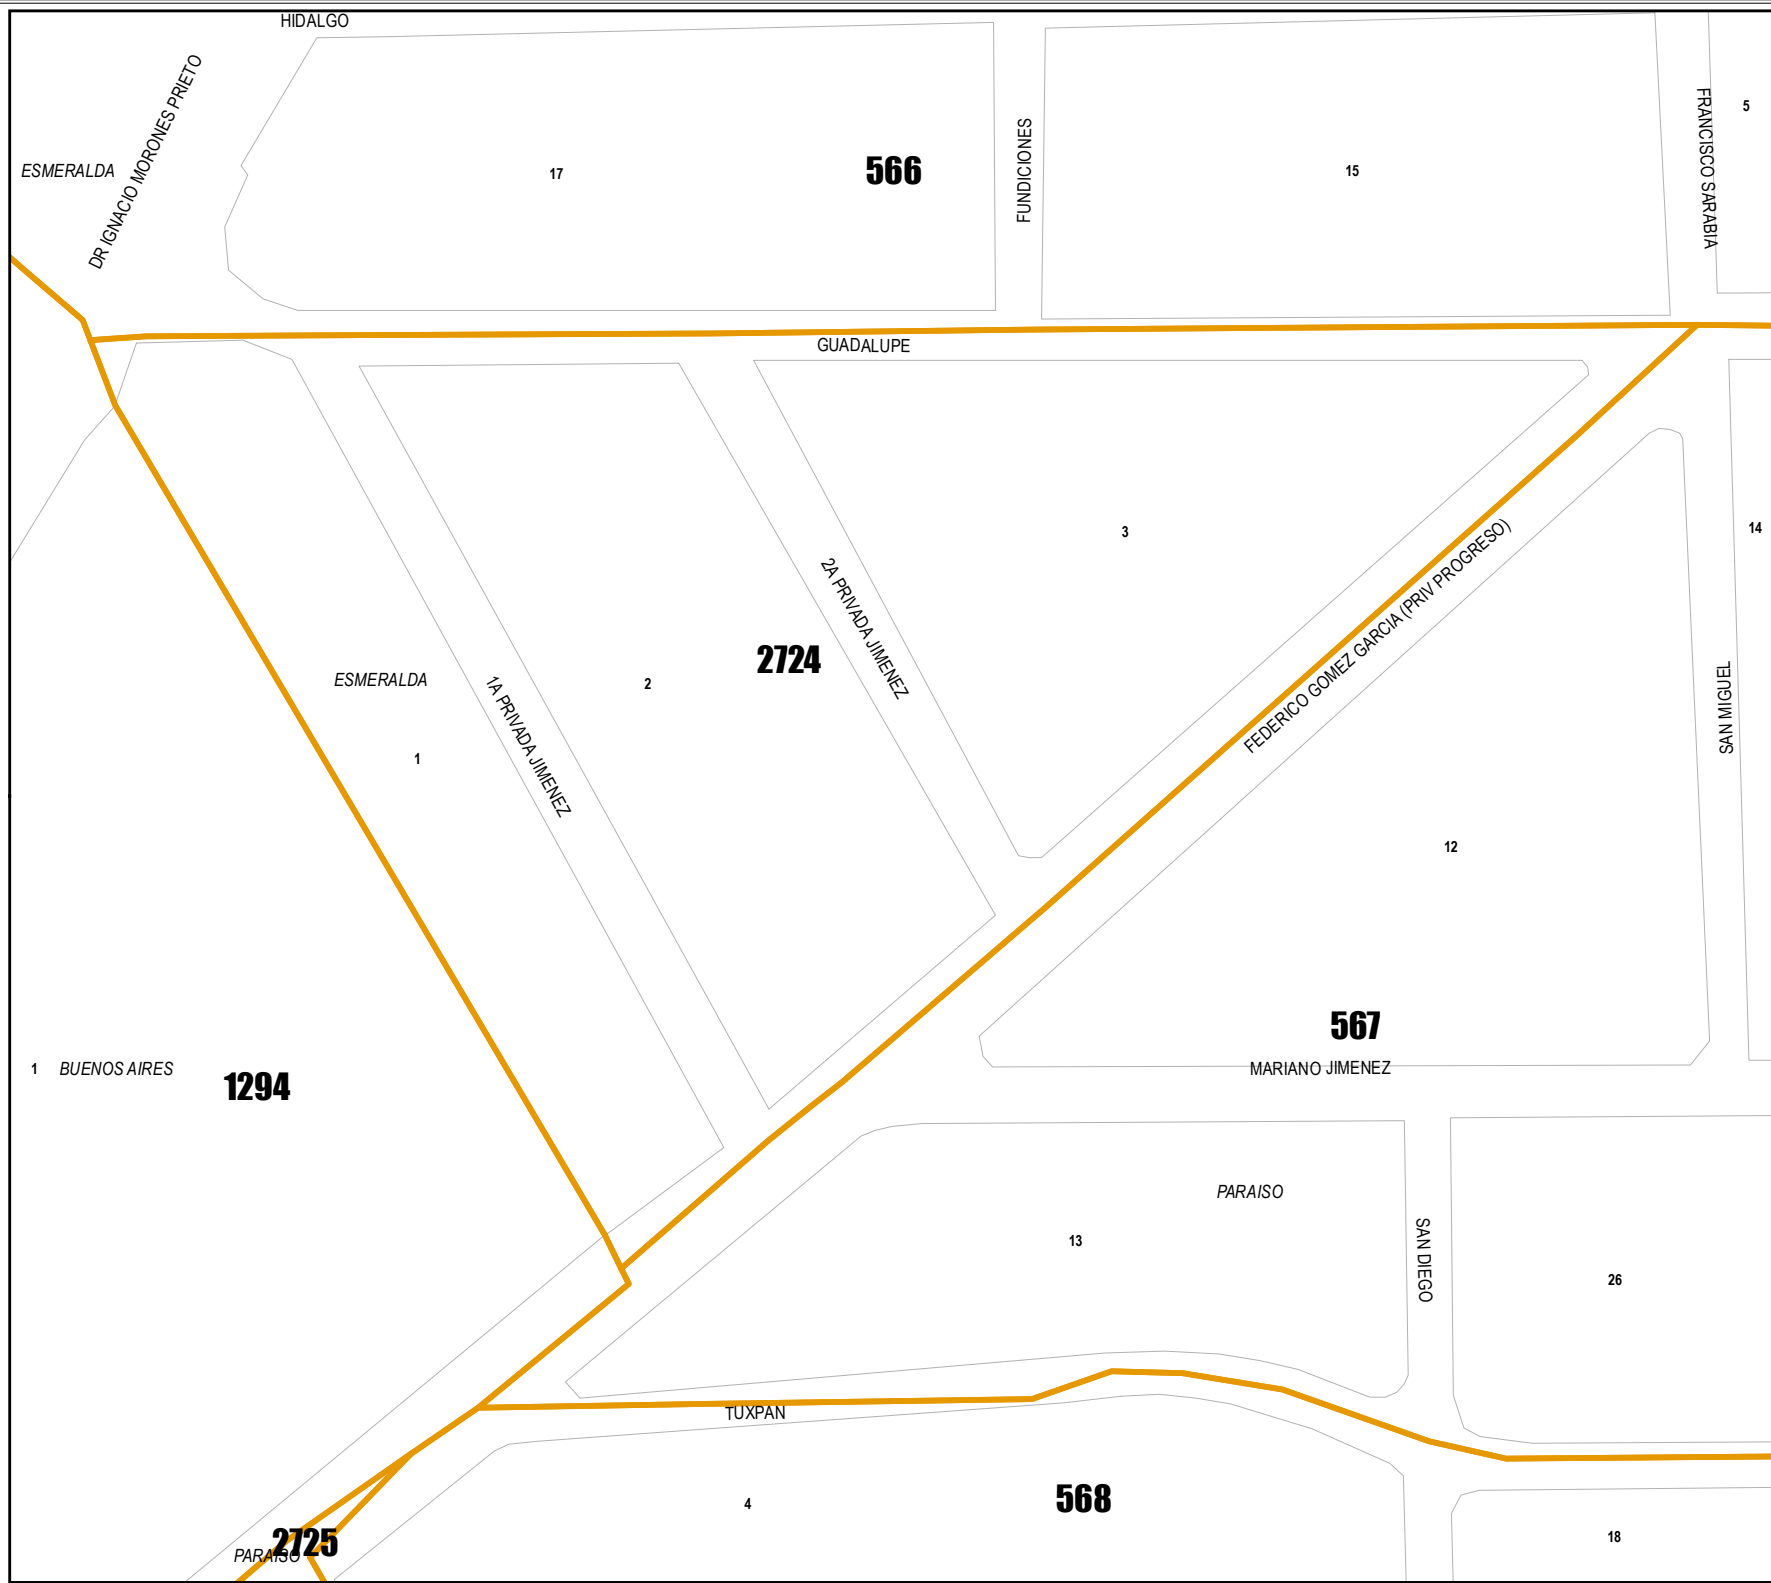 HIDALGO
DR IGNACIO MORONES PRIETO
ESMERALDA
17
566
FUNDICIONES
15
FRANCISCO SARABIA
5
GUADALUPE
3
14
2A PRIVADA JIMENEZ
FEDERICO GOMEZ GARCIA (PRIV PROGRESO)
2724
ESMERALDA
2
1A PRIVADA JIMENEZ
SAN MIGUEL
1
12
567
1
BUENOS AIRES
1294
MARIANO JIMENEZ
PARAISO
13
SAN DIEGO
26
TUXPAN
4
568
18
2725
PARAISO